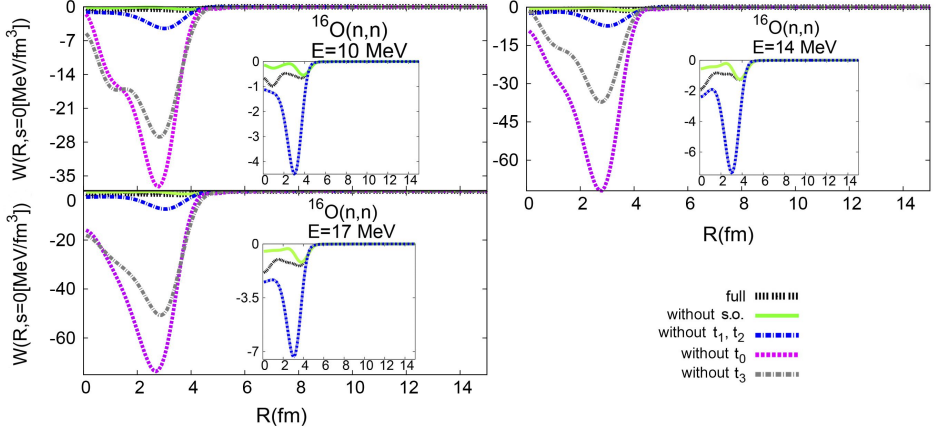 0
-7
-14
-21
-28
-35
W(R,s=0[MeV/fm³])
¹⁶O(n,n)
E=10 MeV
0
-1
-2
-3
-4
0 2 4 6 8 10 12 14
0
-15
-30
-45
-60
¹⁶O(n,n)
E=14 MeV
0
-2
-4
-6
0 2 4 6 8 10 12 14
0 2 4 6 8 10 12 14
R(fm)
0
-20
-40
-60
W(R,s=0[MeV/fm³])
¹⁶O(n,n)
E=17 MeV
0
-3.5
-7
0 2 4 6 8 10 12 14
0 2 4 6 8 10 12 14
R(fm)
full
without s.o.
without t₁, t₂
without t₀
without t₃